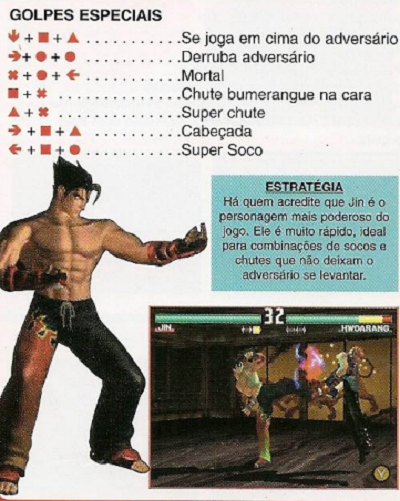 GOLPES ESPECIAIS
🡻 + ■ + ▲ ............Se joga em cima do adversário
🡺 + ● + ● ............Derruba adversário
✖ + ● + 🡸 ............Mortal
■ + ✖ ............Chute bumerangue na cara
▲ + ✖ ............Super chute
🡺 + ■ + ▲ ............Cabeçada
🡸 + ■ + ● ............Super Soco
ESTRATÉGIA
Há quem acredite que Jin é o
personagem mais poderoso do
jogo. Ele é muito rápido, ideal
para combinações de socos e
chutes que não deixam o
adversário se levantar.
32
JIN
HWOARANG